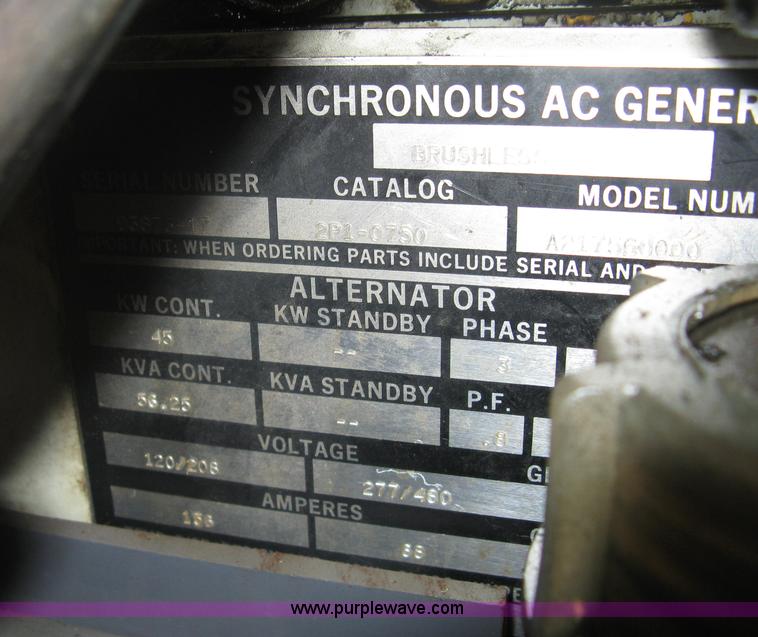 SYNCHRONOUS AC GENER
BRUSHLESS
SERIAL NUMBER CATALOG MODEL NUM
2P1-0750
IMPORTANT: WHEN ORDERING PARTS INCLUDE SERIAL AND
ALTERNATOR
KW CONT. KW STANDBY PHASE
45 -- 3
KVA CONT. KVA STANDBY P.F.
56.25 -- .8
VOLTAGE
120/208 277/480
AMPERES
156 68
www.purplewave.com